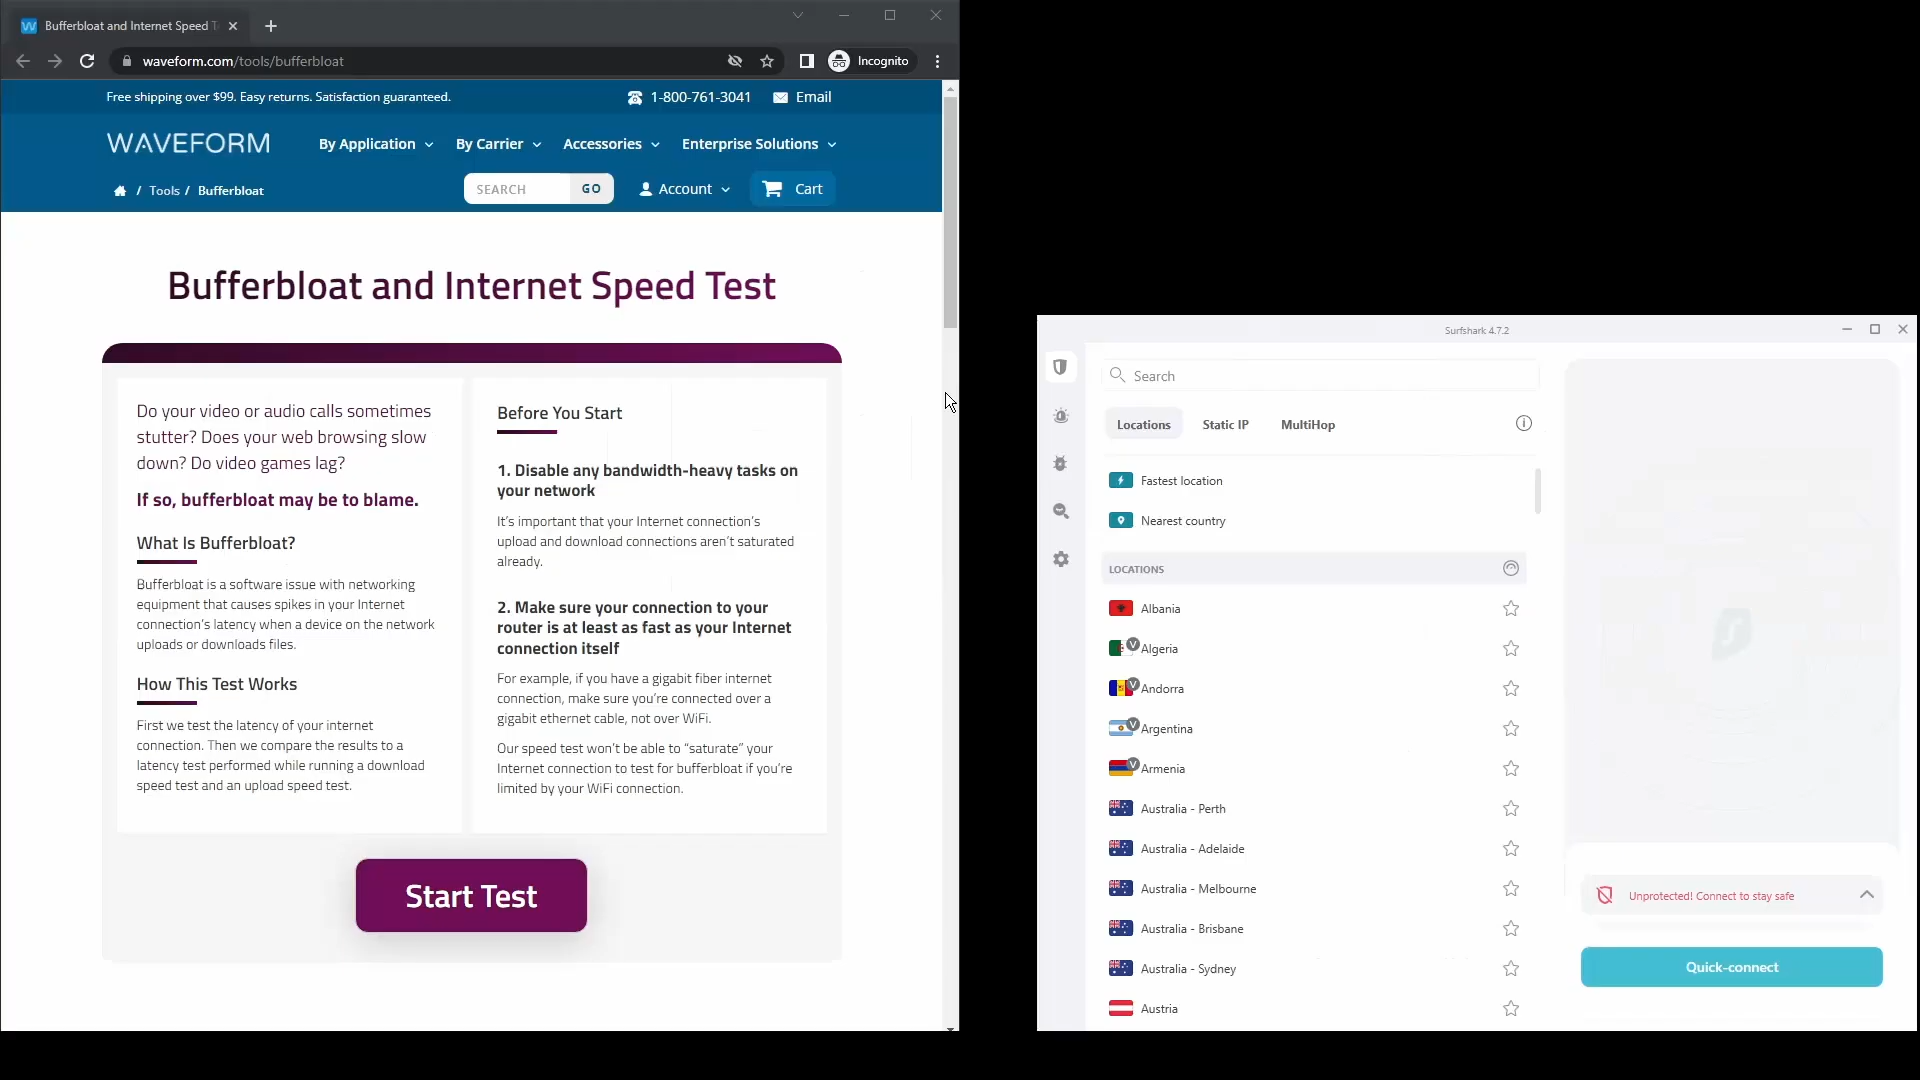 Bufferbloat and Internet Speed T
waveform.com/tools/bufferbloat
Incognito
Free shipping over $99. Easy returns. Satisfaction guaranteed.
1-800-761-3041
Email
WAVEFORM
By Application
By Carrier
Accessories
Enterprise Solutions
/ Tools / Bufferbloat
SEARCH
GO
Account
Cart
Bufferbloat and Internet Speed Test
Do your video or audio calls sometimes
stutter? Does your web browsing slow
down? Do video games lag?
If so, bufferbloat may be to blame.
What Is Bufferbloat?
Bufferbloat is a software issue with networking
equipment that causes spikes in your Internet
connection's latency when a device on the network
uploads or downloads files.
How This Test Works
First we test the latency of your internet
connection. Then we compare the results to a
latency test performed while running a download
speed test and an upload speed test.
Before You Start
1. Disable any bandwidth-heavy tasks on
your network
It's important that your Internet connection's
upload and download connections aren't saturated
already.
2. Make sure your connection to your
router is at least as fast as your Internet
connection itself
For example, if you have a gigabit fiber internet
connection, make sure you're connected over a
gigabit ethernet cable, not over WiFi.
Our speed test won't be able to “saturate” your
Internet connection to test for bufferbloat if you're
limited by your WiFi connection.
Start Test
Surfshark 4.7.2
Search
Locations
Static IP
MultiHop
Fastest location
Nearest country
LOCATIONS
Albania
V Algeria
V Andorra
V Argentina
V Armenia
Australia - Perth
Australia - Adelaide
Australia - Melbourne
Australia - Brisbane
Australia - Sydney
Austria
Unprotected! Connect to stay safe
Quick-connect